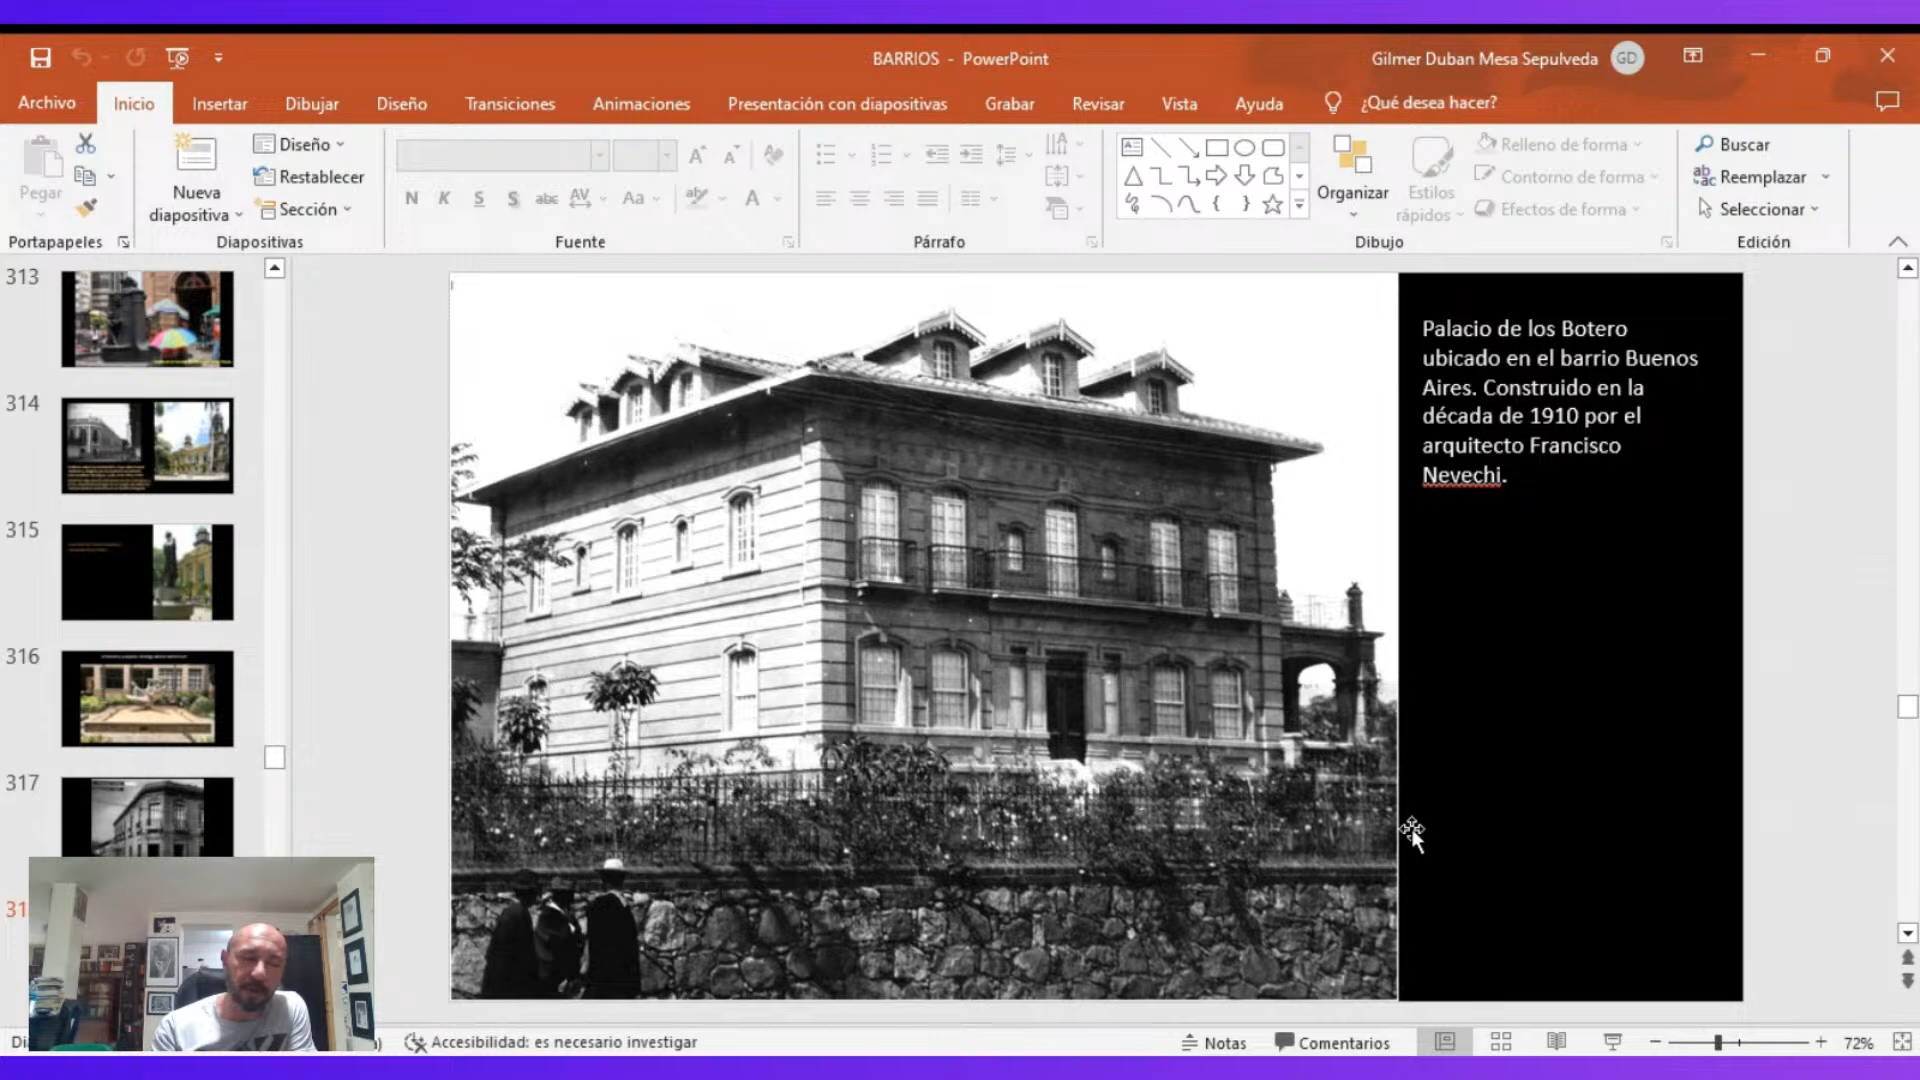 BARRIOS - PowerPoint
Gilmer Duban Mesa Sepulveda
GD
Archivo
Inicio
Insertar
Dibujar
Diseño
Transiciones
Animaciones
Presentación con diapositivas
Grabar
Revisar
Vista
Ayuda
¿Qué desea hacer?
Pegar
Nueva
diapositiva
Diseño
Restablecer
Sección
N K S S abc AV Aa A
Organizar
Estilos
rápidos
Relleno de forma
Contorno de forma
Efectos de forma
Buscar
Reemplazar
Seleccionar
Portapapeles
Diapositivas
Fuente
Párrafo
Dibujo
Edición
313
314
315
316
317
31
Palacio de los Botero
ubicado en el barrio Buenos
Aires. Construido en la
década de 1910 por el
arquitecto Francisco
Nevechi.
Accesibilidad: es necesario investigar
Notas
Comentarios
72%